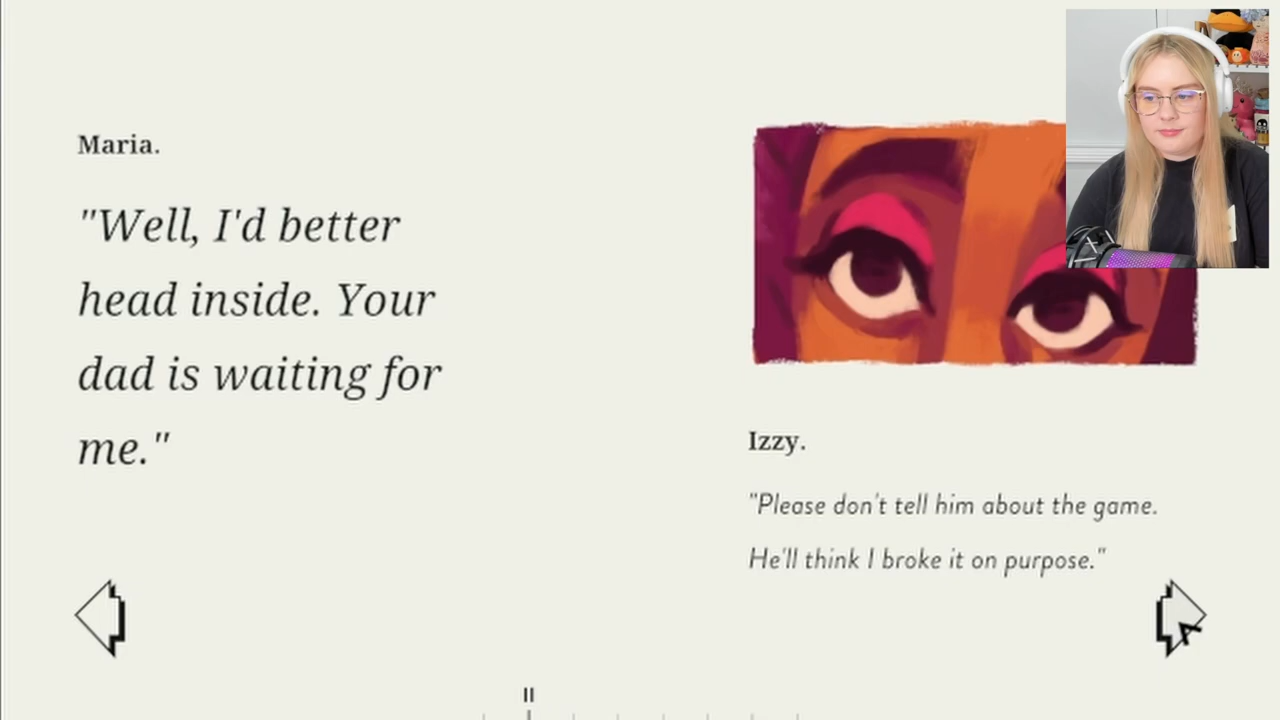 Maria.
"Well, I'd better
head inside. Your
dad is waiting for
me."
Izzy.
"Please don't tell him about the game.
He'll think I broke it on purpose."
II